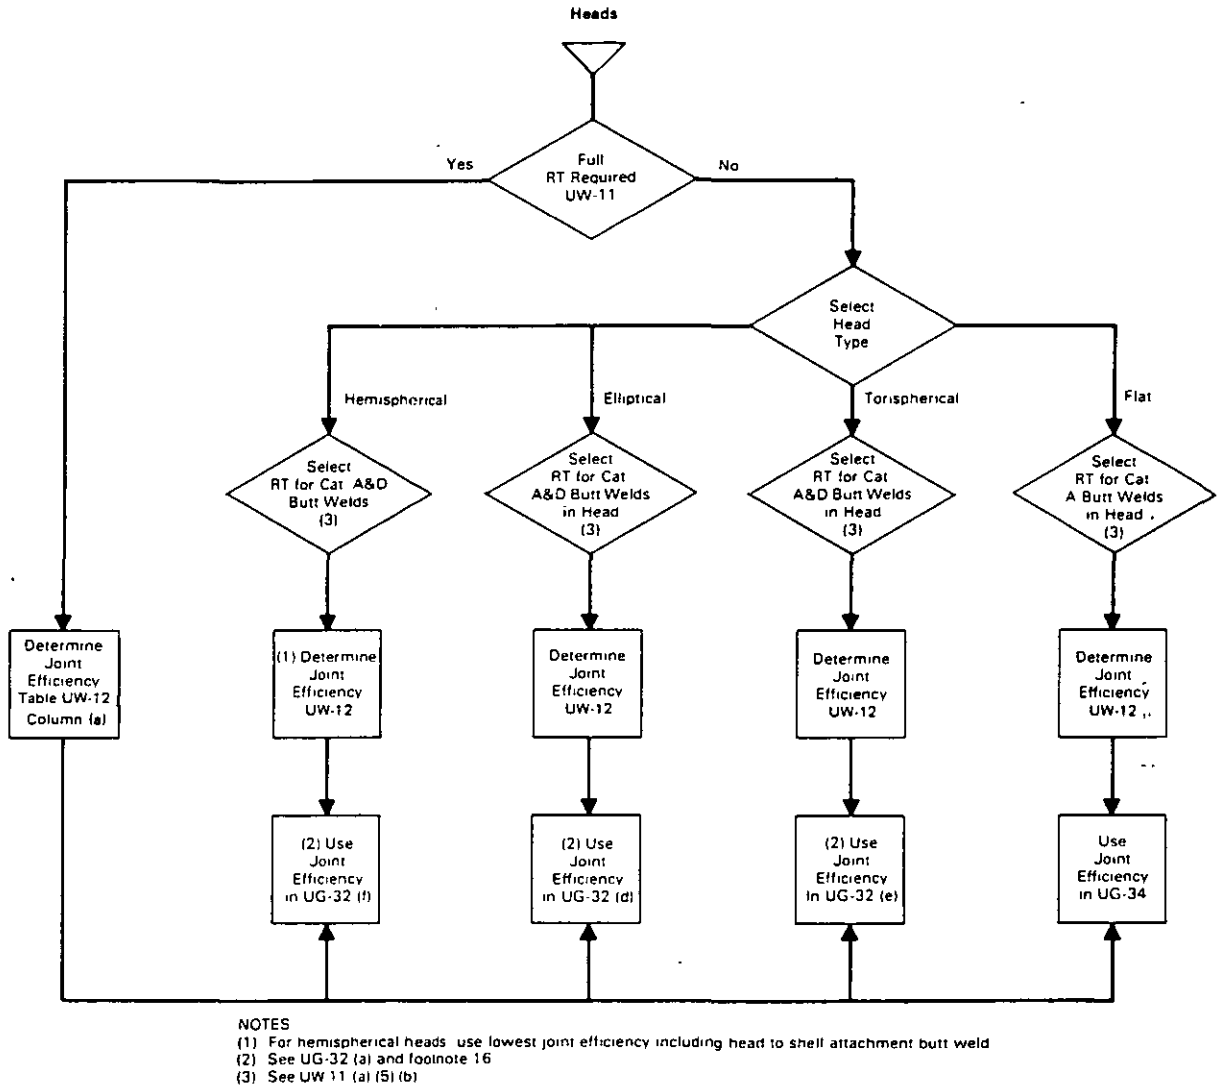 Heads
Full
RT Required
UW-11
Yes
No
Select
Head
Type
Hemispherical
Elliptical
Torispherical
Flat
Select
RT for Cat A&D
Butt Welds
(3)
Select
RT for Cat
A&D Butt Welds
in Head
(3)
Select
RT for Cat
A&D Butt Welds
in Head
(3)
Select
RT for Cat
A Butt Welds
in Head
(3)
Determine
Joint
Efficiency
Table UW-12
Column (a)
(1) Determine
Joint
Efficiency
UW-12
Determine
Joint
Efficiency
UW-12
Determine
Joint
Efficiency
UW-12
Determine
Joint
Efficiency
UW-12
(2) Use
Joint
Efficiency
in UG-32 (f)
(2) Use
Joint
Efficiency
in UG-32 (d)
(2) Use
Joint
Efficiency
in UG-32 (e)
Use
Joint
Efficiency
in UG-34
NOTES
(1) For hemispherical heads use lowest joint efficiency including head to shell attachment butt weld
(2) See UG-32 (a) and footnote 16
(3) See UW 11 (a) (5) (b)